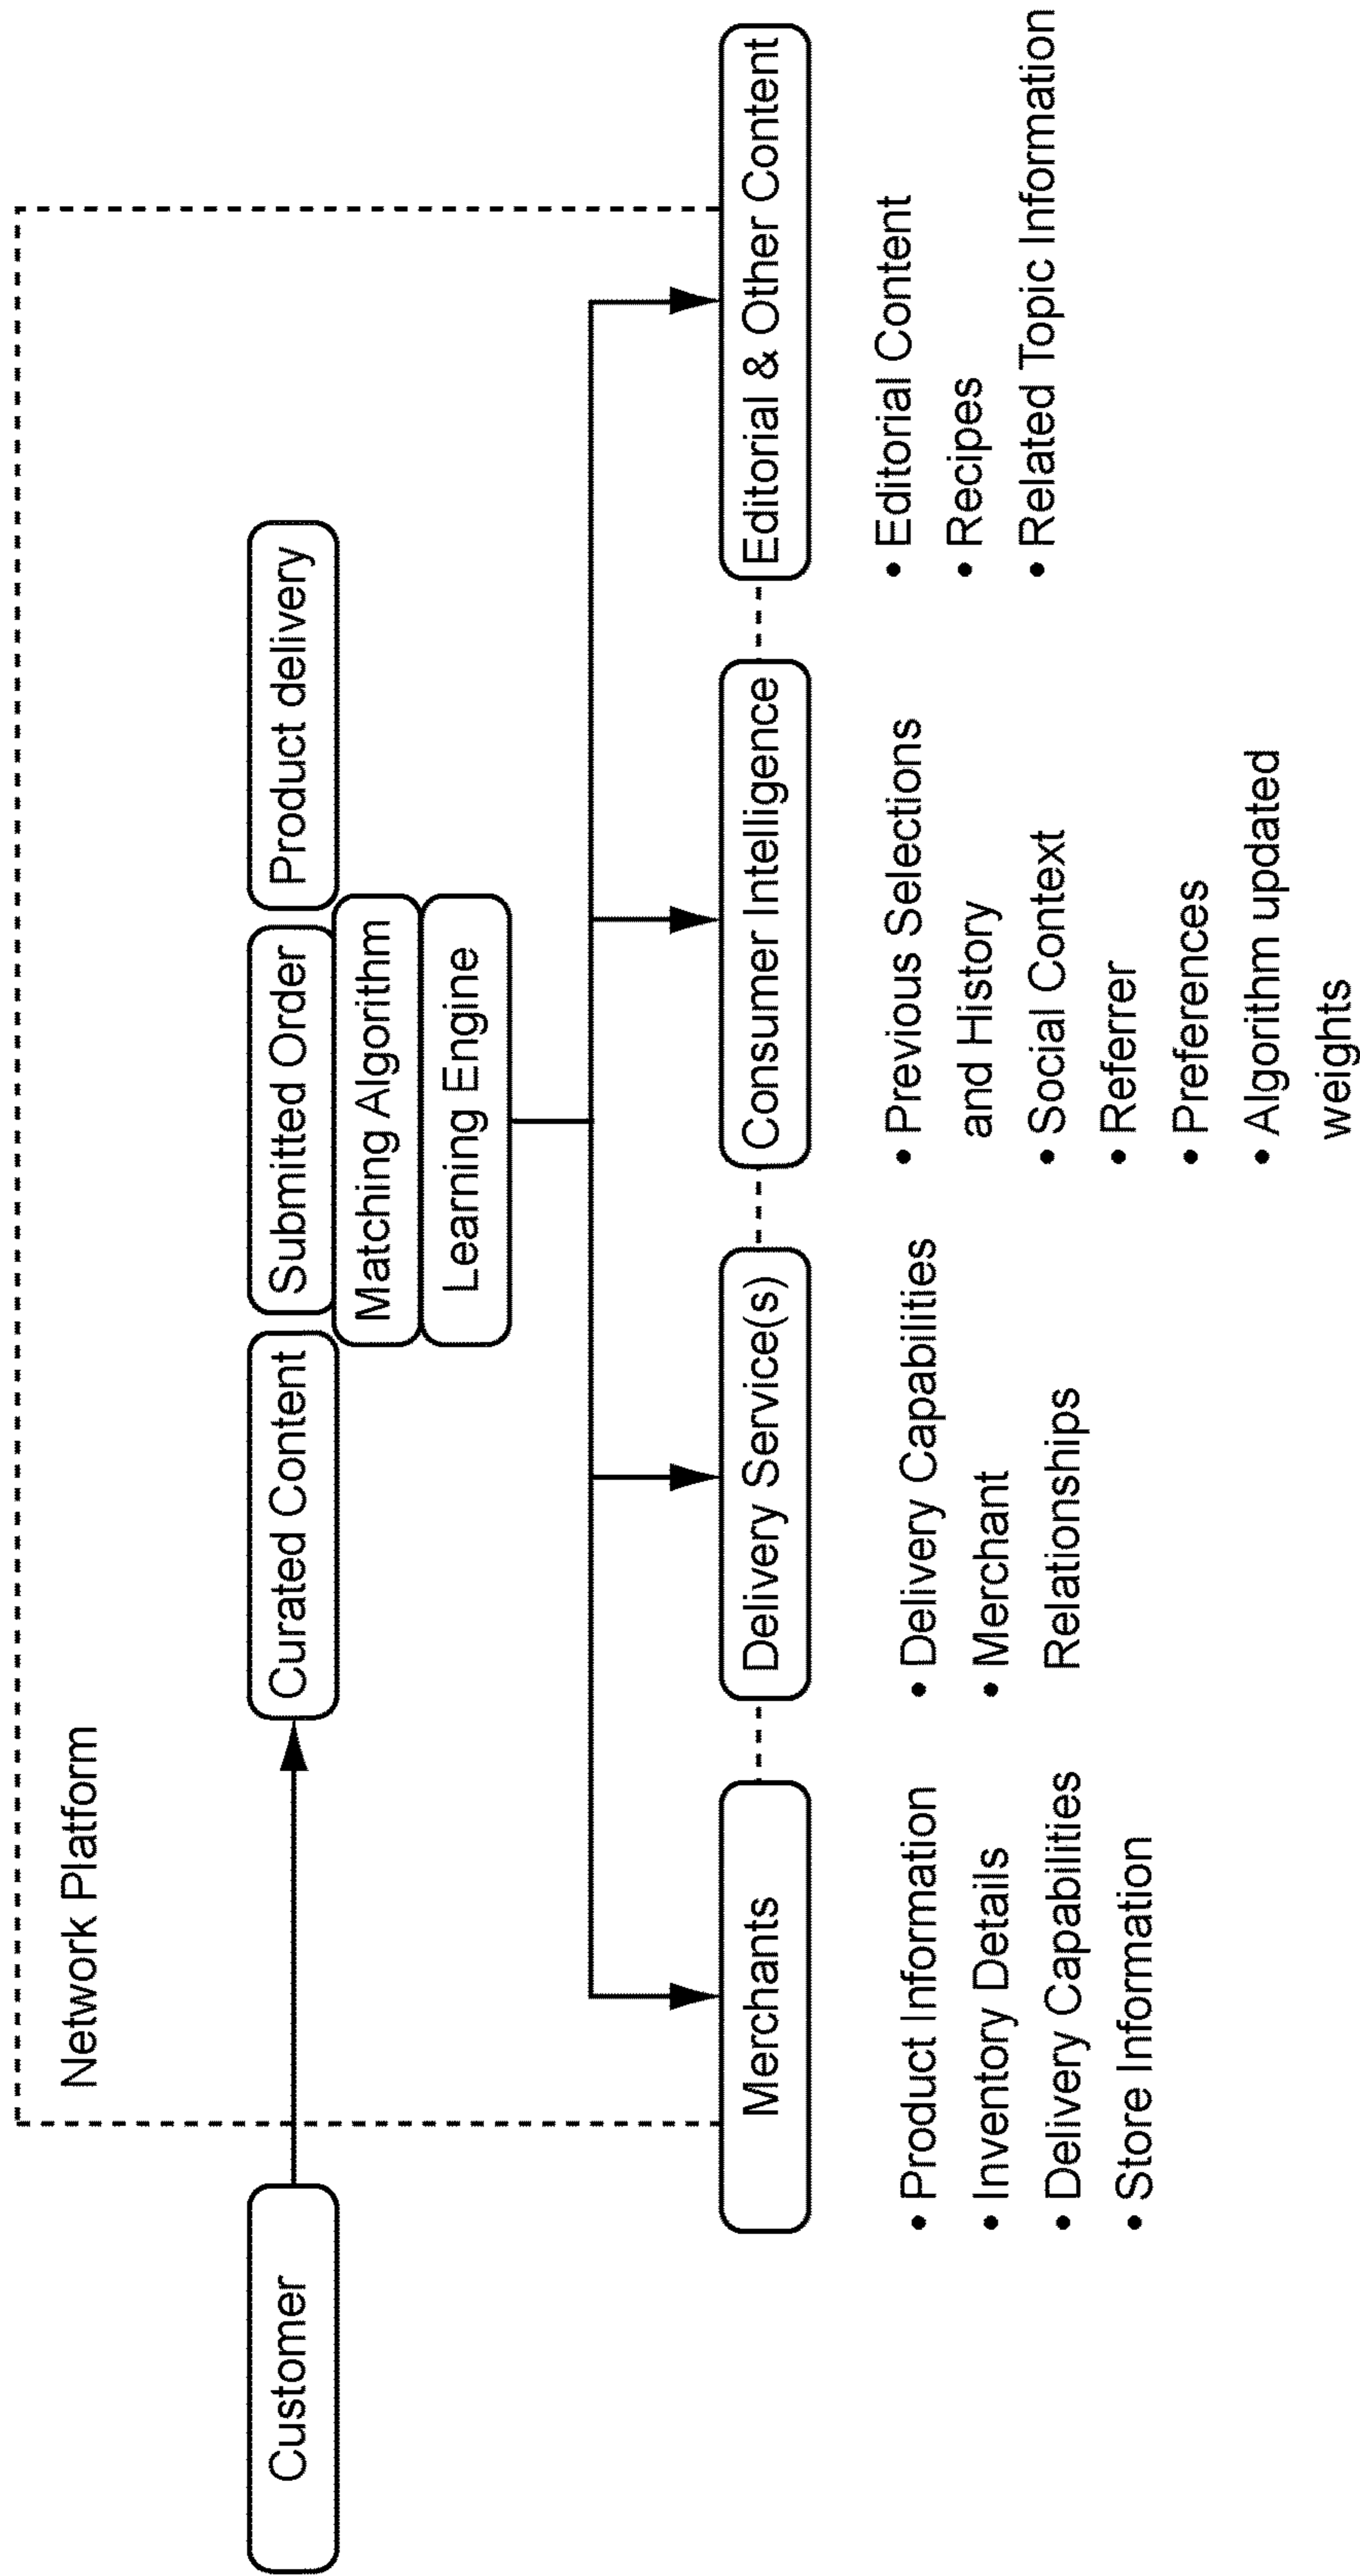 Network Platform
Customer
Curated Content
Submitted Order
Product delivery
Matching Algorithm
Learning Engine
Merchants
Delivery Service(s)
Consumer Intelligence
Editorial & Other Content
• Product Information
• Inventory Details
• Delivery Capabilities
• Store Information
• Delivery Capabilities
• Merchant
Relationships
• Previous Selections
and History
• Social Context
• Referrer
• Preferences
• Algorithm updated
weights
• Editorial Content
• Recipes
• Related Topic Information